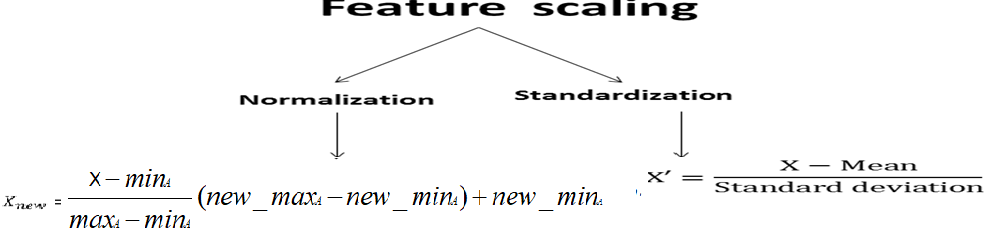 Feature scaling
Normalization
Standardization
X_new = (X − min_A) / (max_A − min_A) (new_max_A − new_min_A) + new_min_A
X′ = (X − Mean) / (Standard deviation)